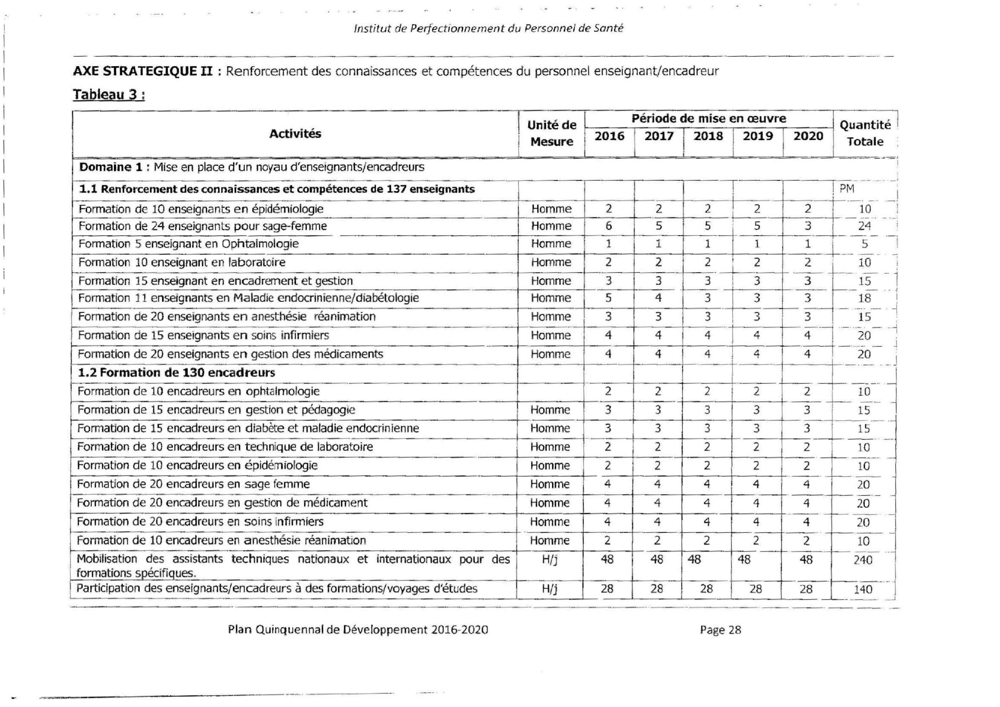 Institut de Perfectionnement du Personnel de Santé
AXE STRATEGIQUE II : Renforcement des connaissances et compétences du personnel enseignant/encadreur
Tableau 3 :
Activités Unité de Mesure Période de mise en œuvre Quantité Totale
2016 2017 2018 2019 2020
Domaine 1 : Mise en place d'un noyau d'enseignants/encadreurs
1.1 Renforcement des connaissances et compétences de 137 enseignants PM
Formation de 10 enseignants en épidémiologie Homme 2 2 2 2 2 10
Formation de 24 enseignants pour sage-femme Homme 6 5 5 5 3 24
Formation 5 enseignant en Ophtalmologie Homme 1 1 1 1 1 5
Formation 10 enseignant en laboratoire Homme 2 2 2 2 2 10
Formation 15 enseignant en encadrement et gestion Homme 3 3 3 3 3 15
Formation 11 enseignants en Maladie endocrinienne/diabétologie Homme 5 4 3 3 3 18
Formation de 20 enseignants en anesthésie réanimation Homme 3 3 3 3 3 15
Formation de 15 enseignants en soins infirmiers Homme 4 4 4 4 4 20
Formation de 20 enseignants en gestion des médicaments Homme 4 4 4 4 4 20
1.2 Formation de 130 encadreurs
Formation de 10 encadreurs en ophtalmologie 2 2 2 2 2 10
Formation de 15 encadreurs en gestion et pédagogie Homme 3 3 3 3 3 15
Formation de 15 encadreurs en diabète et maladie endocrinienne Homme 3 3 3 3 3 15
Formation de 10 encadreurs en technique de laboratoire Homme 2 2 2 2 2 10
Formation de 10 encadreurs en épidémiologie Homme 2 2 2 2 2 10
Formation de 20 encadreurs en sage femme Homme 4 4 4 4 4 20
Formation de 20 encadreurs en gestion de médicament Homme 4 4 4 4 4 20
Formation de 20 encadreurs en soins infirmiers Homme 4 4 4 4 4 20
Formation de 10 encadreurs en anesthésie réanimation Homme 2 2 2 2 2 10
Mobilisation des assistants techniques nationaux et internationaux pour des H/j 48 48 48 48 48 240
formations spécifiques.
Participation des enseignants/encadreurs à des formations/voyages d'études H/j 28 28 28 28 28 140
Plan Quinquennal de Développement 2016-2020 Page 28